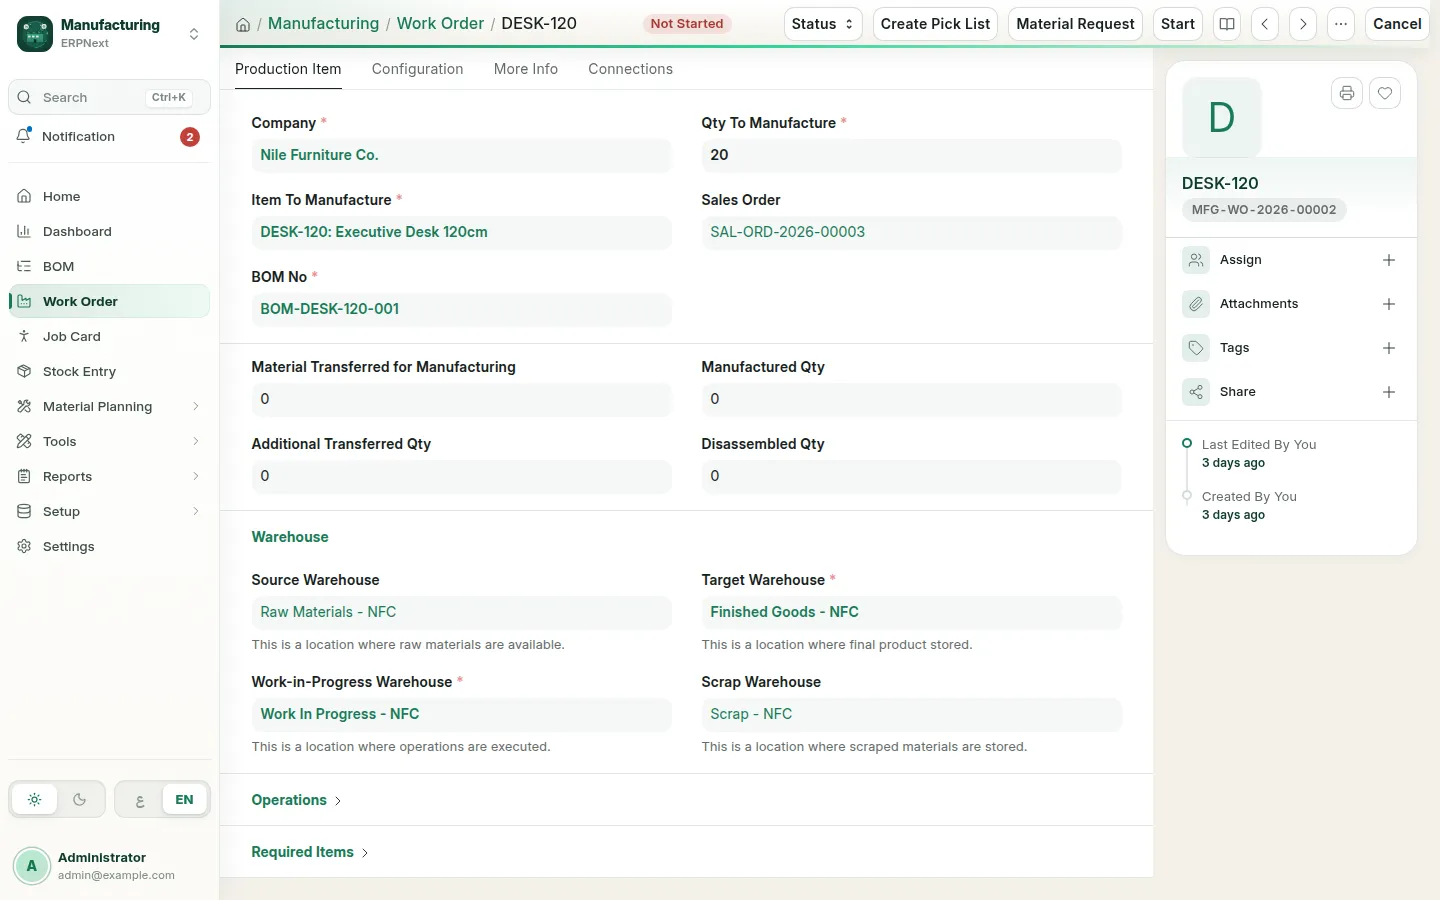 Manufacturing
ERPNext
Search Ctrl+K
Notification 2
Home
Dashboard
BOM
Work Order
Job Card
Stock Entry
Material Planning
Tools
Reports
Setup
Settings
ع EN
A
Administrator
admin@example.com
/ Manufacturing / Work Order / DESK-120
Not Started
Status
Create Pick List
Material Request
Start
...
Cancel
Production Item
Configuration
More Info
Connections
Company *
Nile Furniture Co.
Qty To Manufacture *
20
Item To Manufacture *
DESK-120: Executive Desk 120cm
Sales Order
SAL-ORD-2026-00003
BOM No *
BOM-DESK-120-001
Material Transferred for Manufacturing
0
Manufactured Qty
0
Additional Transferred Qty
0
Disassembled Qty
0
Warehouse
Source Warehouse
Raw Materials - NFC
This is a location where raw materials are available.
Target Warehouse *
Finished Goods - NFC
This is a location where final product stored.
Work-in-Progress Warehouse *
Work In Progress - NFC
This is a location where operations are executed.
Scrap Warehouse
Scrap - NFC
This is a location where scraped materials are stored.
Operations
Required Items
D
DESK-120
MFG-WO-2026-00002
Assign
Attachments
Tags
Share
Last Edited By You
3 days ago
Created By You
3 days ago